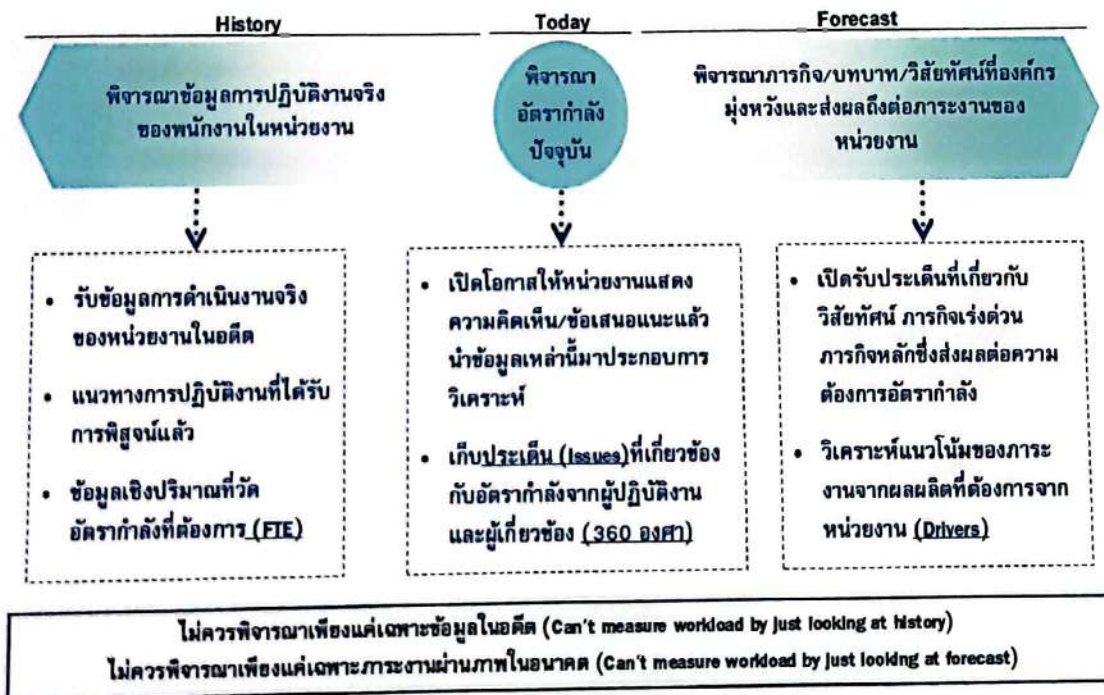 History
Today
Forecast
พิจารณาข้อมูลการปฏิบัติงานจริง
ของพนักงานในหน่วยงาน
พิจารณา
อัตรากำลัง
ปัจจุบัน
พิจารณาภารกิจ/บทบาท/วิสัยทัศน์ที่องค์กร
มุ่งหวังและส่งผลถึงต่อภาระงานของ
หน่วยงาน
• รับข้อมูลการดำเนินงานจริง
ของหน่วยงานในอดีต
• แนวทางการปฏิบัติงานที่ได้รับ
การพิสูจน์แล้ว
• ข้อมูลเชิงปริมาณที่วัด
อัตรากำลังที่ต้องการ (FTE)
• เปิดโอกาสให้หน่วยงานแสดง
ความคิดเห็น/ข้อเสนอแนะแล้ว
นำข้อมูลเหล่านี้มาประกอบการ
วิเคราะห์
• เก็บประเด็น (Issues)ที่เกี่ยวข้อง
กับอัตรากำลังจากผู้ปฏิบัติงาน
และผู้เกี่ยวข้อง (360 องศา)
• เปิดรับประเด็นที่เกี่ยวกับ
วิสัยทัศน์ ภารกิจเร่งด่วน
ภารกิจหลักซึ่งส่งผลต่อความ
ต้องการอัตรากำลัง
• วิเคราะห์แนวโน้มของภาระ
งานจากผลผลิตที่ต้องการจาก
หน่วยงาน (Drivers)
ไม่ควรพิจารณาเพียงแค่เฉพาะข้อมูลในอดีต (Can't measure workload by just looking at history)
ไม่ควรพิจารณาเพียงแค่เฉพาะภาระงานผ่านภาพในอนาคต (Can't measure workload by just looking at forecast)